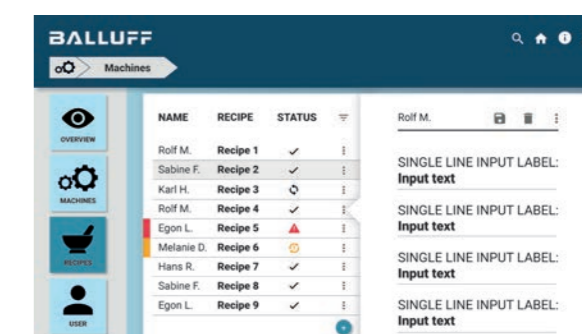 BALLUFF
Machines
OVERVIEW
MACHINES
RECIPES
USER
NAME RECIPE STATUS
Rolf M. Recipe 1
Sabine F. Recipe 2
Karl H. Recipe 3
Rolf M. Recipe 4
Egon L. Recipe 5
Melanie D. Recipe 6
Hans R. Recipe 7
Sabine F. Recipe 8
Egon L. Recipe 9
Rolf M.
SINGLE LINE INPUT LABEL:
Input text
SINGLE LINE INPUT LABEL:
Input text
SINGLE LINE INPUT LABEL:
Input text
SINGLE LINE INPUT LABEL:
Input text